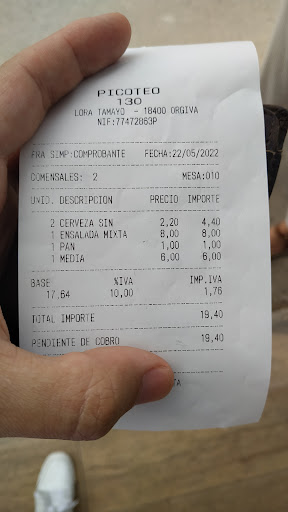 PICOTEO
130
LORA TAMAYO - 18400 ORGIVA
NIF:77472863P
FRA SIMP:COMPROBANTE FECHA:22/05/2022
COMENSALES: 2 MESA:010
UNID. DESCRIPCION PRECIO IMPORTE
2 CERVEZA SIN 2,20 4,40
1 ENSALADA MIXTA 8,00 8,00
1 PAN 1,00 1,00
1 MEDIA 6,00 6,00
BASE %IVA IMP.IVA
17,64 10,00 1,76
TOTAL IMPORTE 19,40
PENDIENTE DE COBRO 19,40